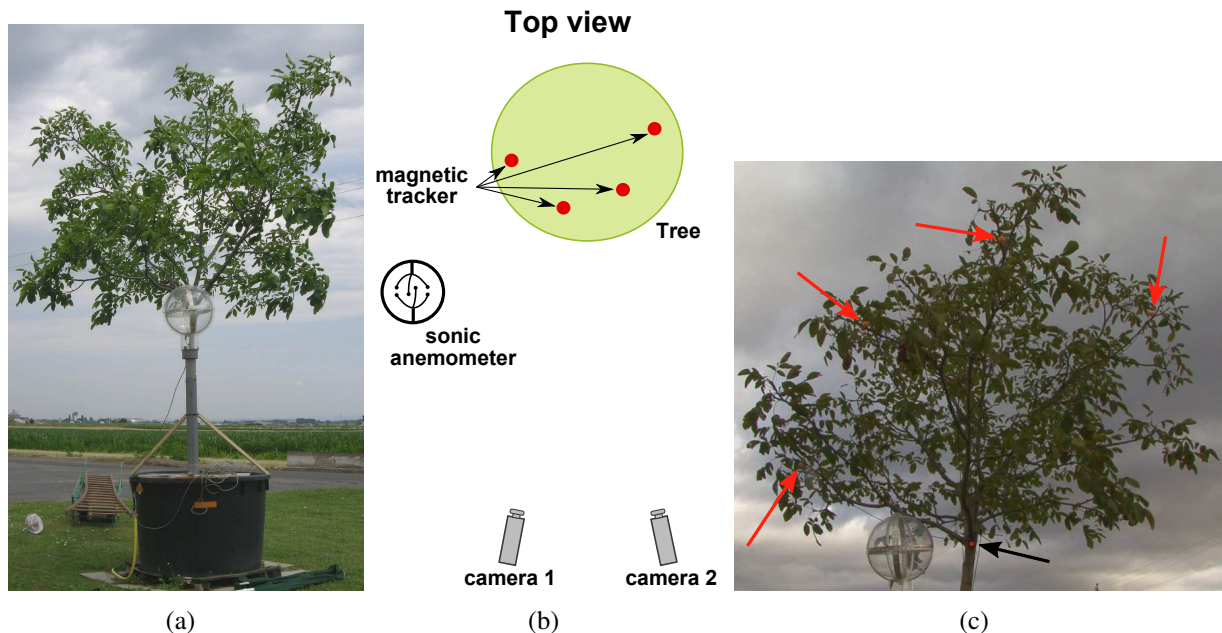 Top view
magnetic
tracker
Tree
sonic
anemometer
camera 1
camera 2
(a)
(b)
(c)